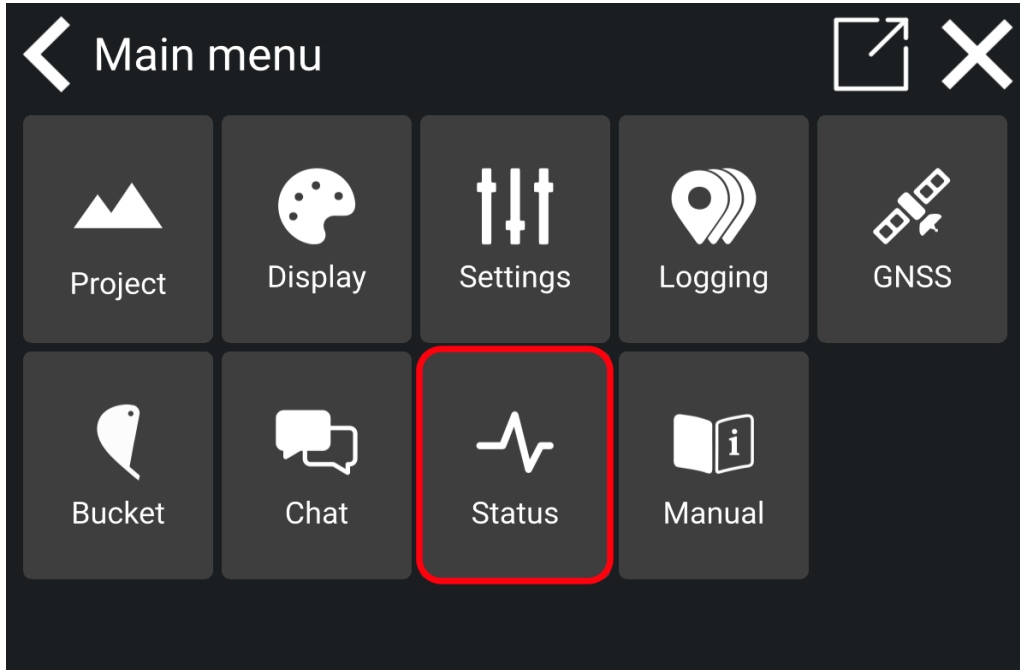 Main menu
Project
Display
Settings
Logging
GNSS
Bucket
Chat
Status
i
Manual